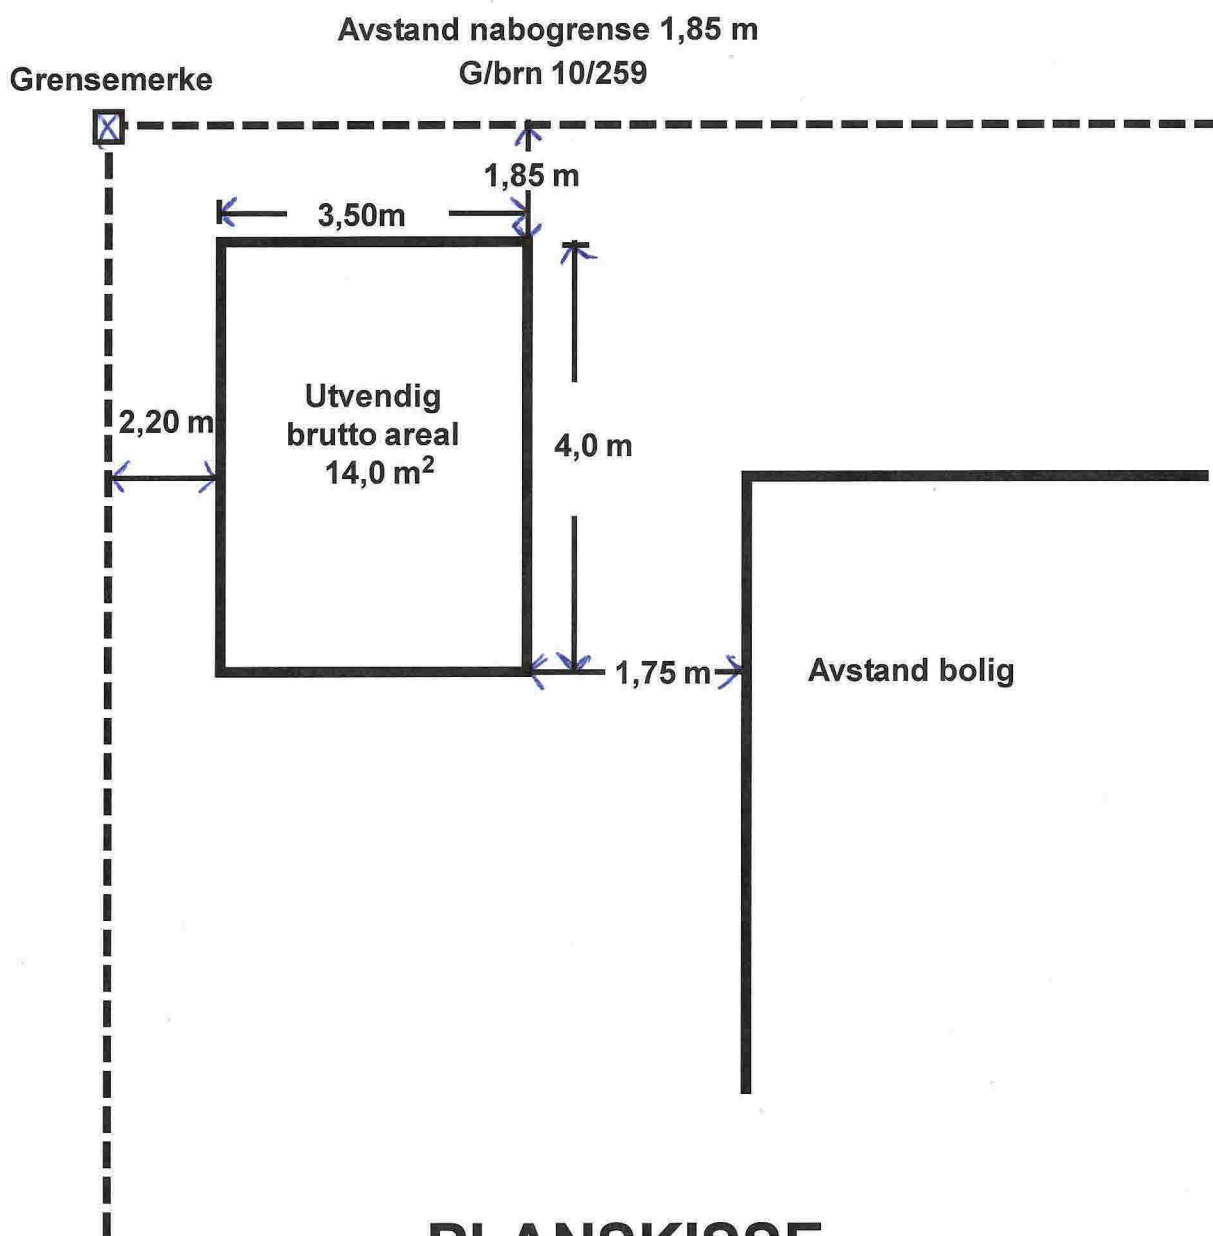 Avstand nabogrense 1,85 m
G/brn 10/259
Grensemerke
1,85 m
3,50m
Utvendig
brutto areal
14,0 m²
2,20 m
4,0 m
1,75 m
Avstand bolig
PLANSKISSE